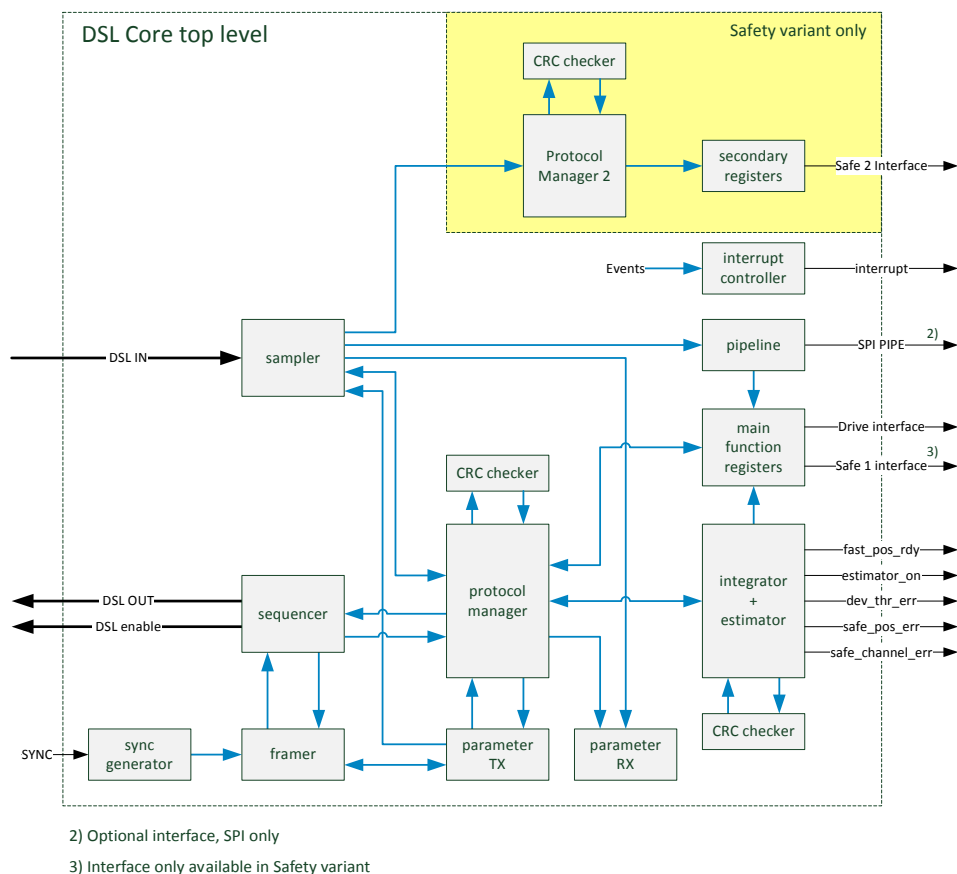 DSL Core top level
Safety variant only
CRC checker
Protocol
Manager 2
secondary
registers
Safe 2 Interface
Events
interrupt
controller
interrupt
DSL IN
sampler
pipeline
SPI PIPE
2)
main
function
registers
Drive interface
Safe 1 interface
3)
CRC checker
protocol
manager
integrator
+
estimator
fast_pos_rdy
estimator_on
dev_thr_err
safe_pos_err
safe_channel_err
DSL OUT
DSL enable
sequencer
CRC checker
SYNC
sync
generator
framer
parameter
TX
parameter
RX
2) Optional interface, SPI only
3) Interface only available in Safety variant